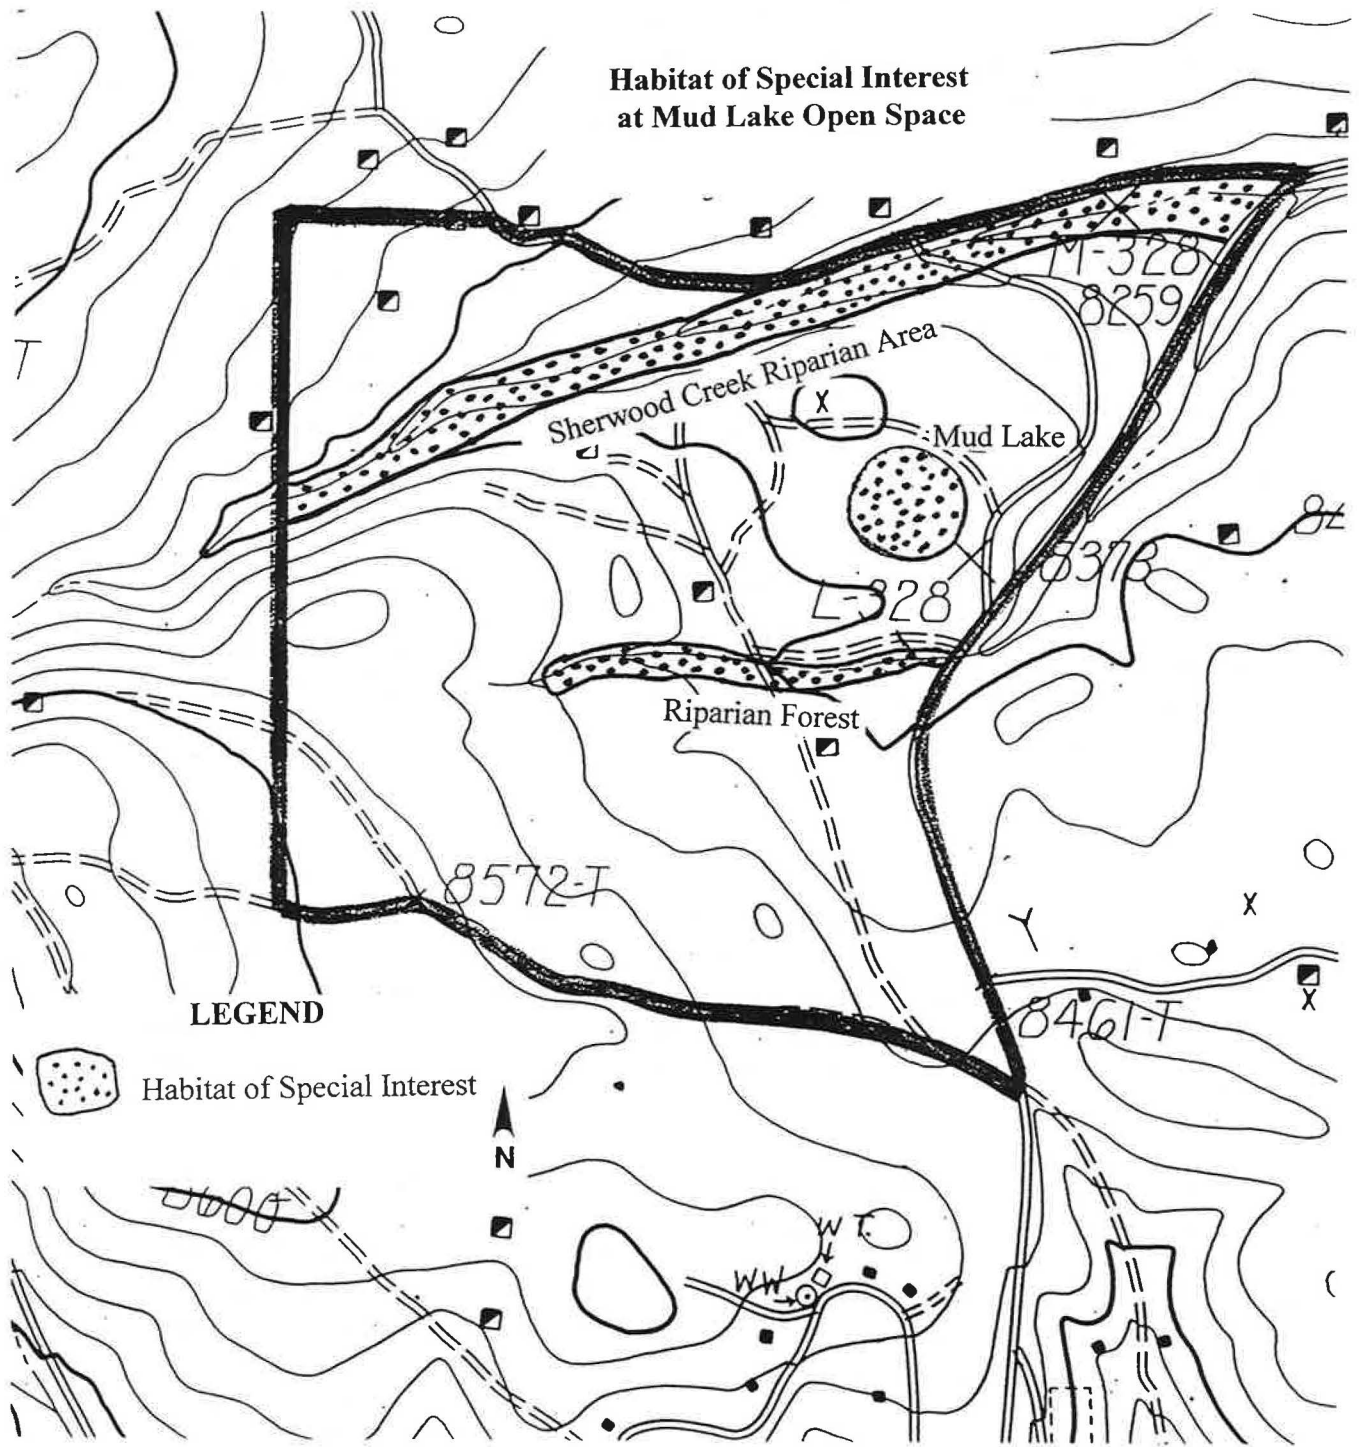 Habitat of Special Interest
at Mud Lake Open Space
M-328
8259
T
Sherwood Creek Riparian Area
X
Mud Lake
8378
L-328
Riparian Forest
8572-T
X
LEGEND
X
8461-T
Habitat of Special Interest
N
W T.
WW